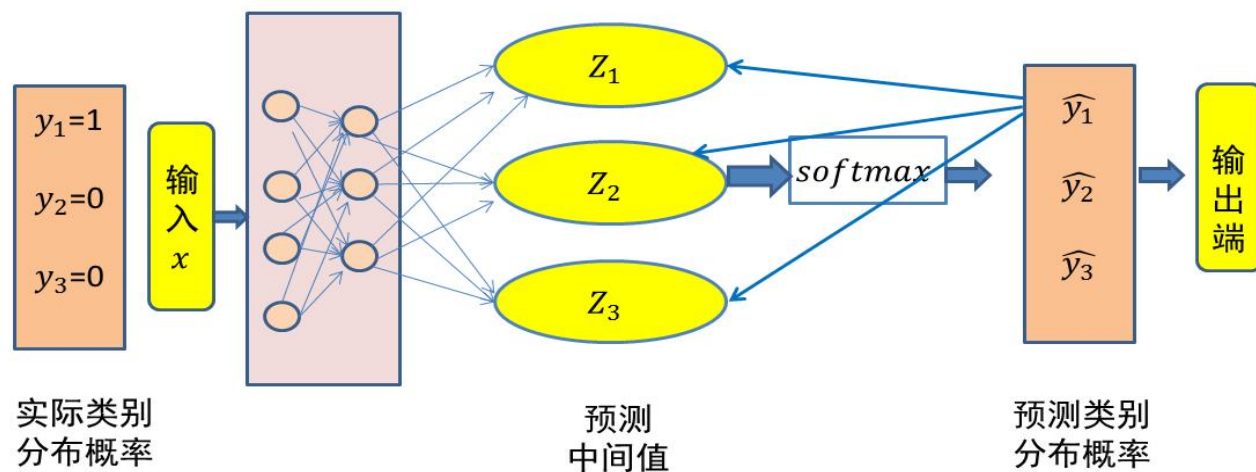 y₁=1
y₂=0
y₃=0
输
入
x
Z₁
Z₂
Z₃
softmax
ŷ₁
ŷ₂
ŷ₃
输
出
端
实际类别
分布概率
预测
中间值
预测类别
分布概率